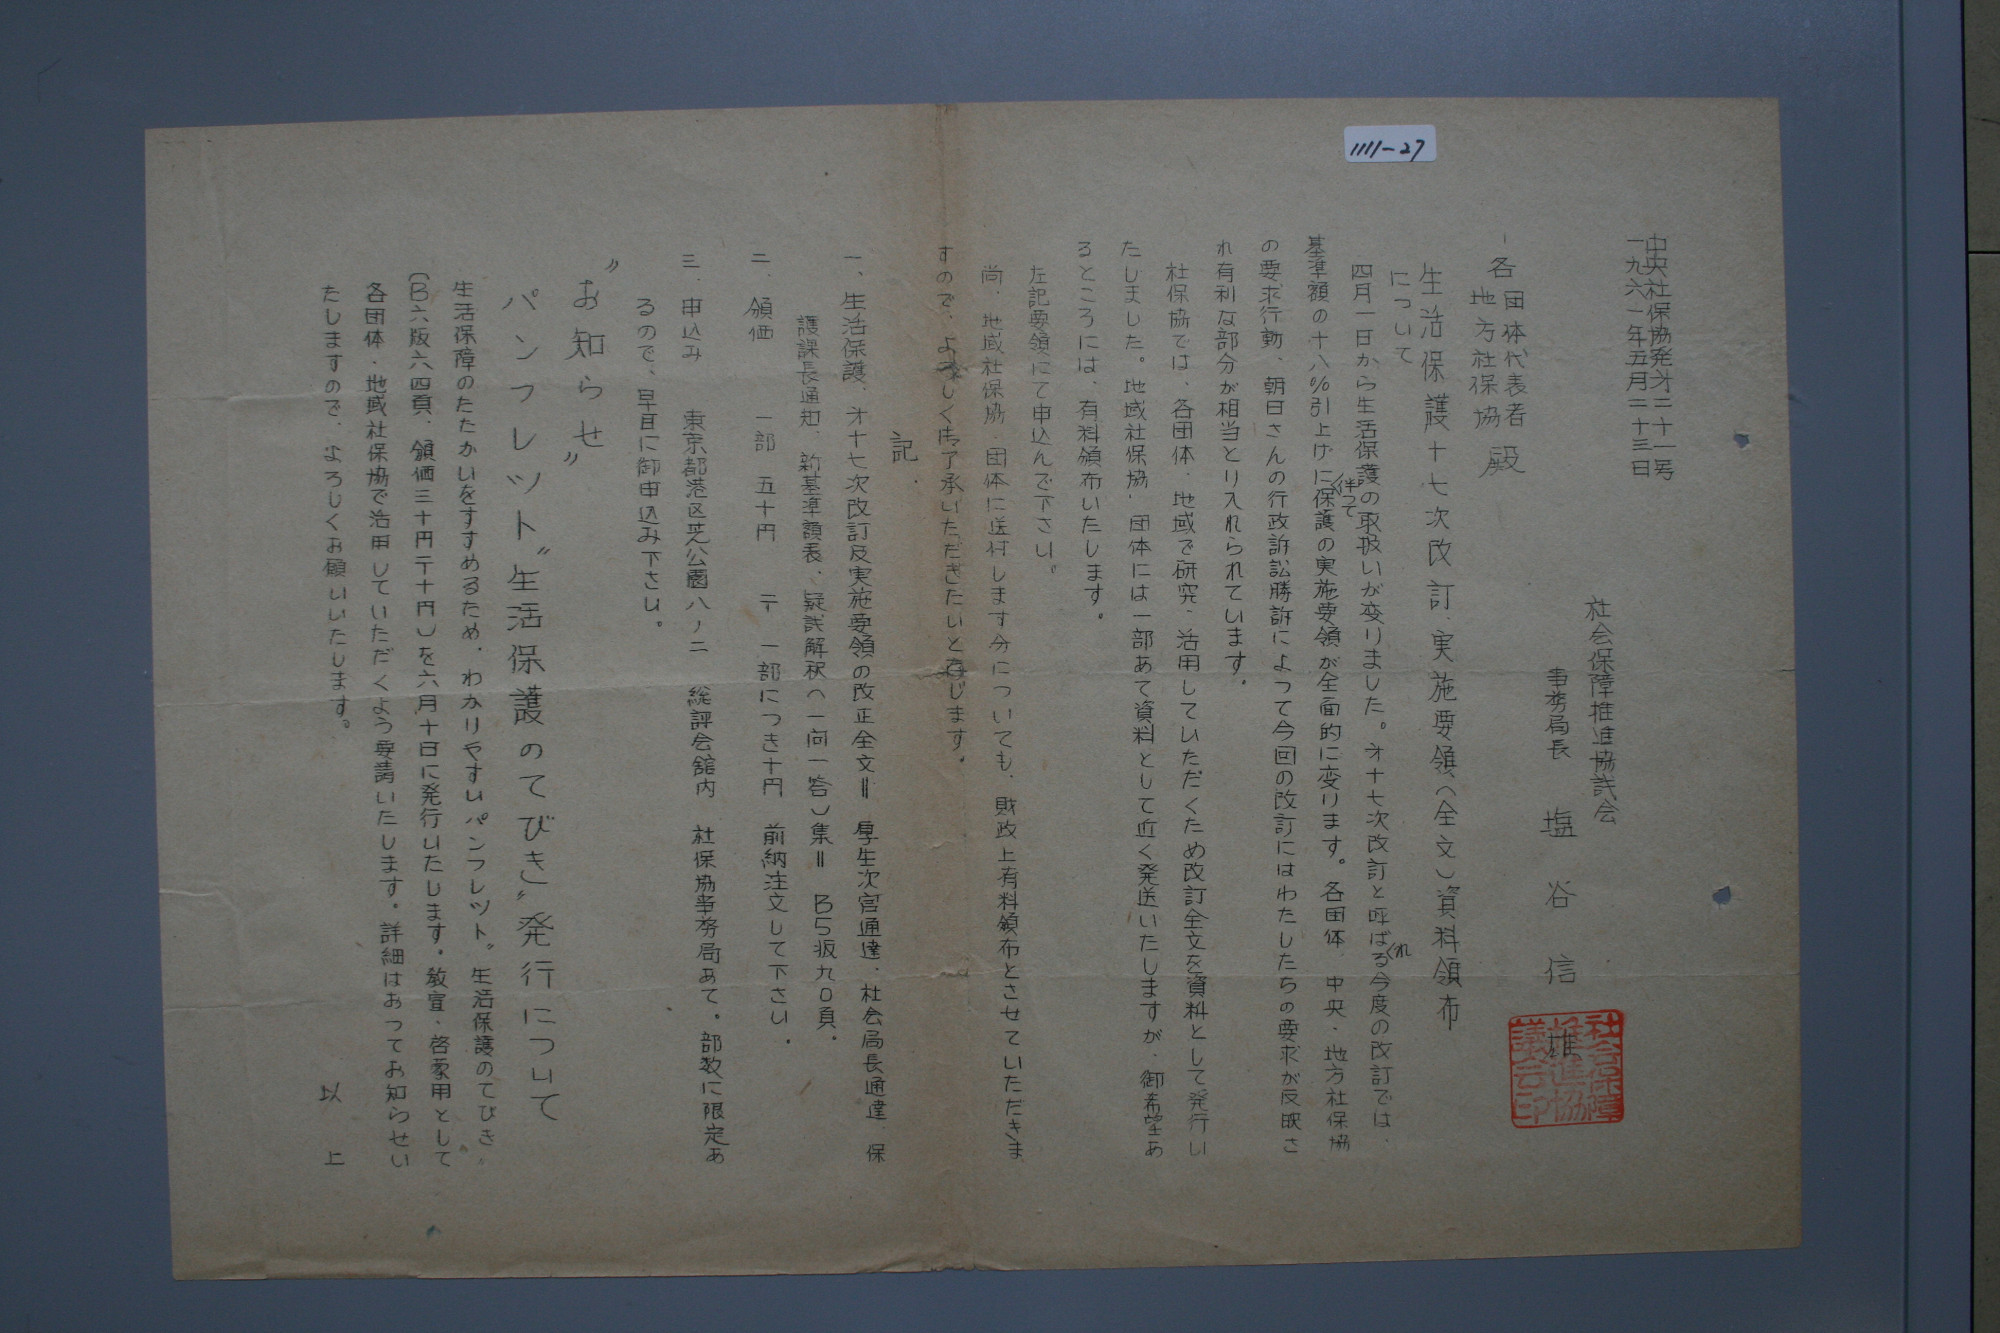 1111-27
中央社保協発才二十一号
一九六一年五月二十三日
社会保障推進協議会
事務局長 塩谷信雄
社会保障推進協議会印
各団体代表者
地方社保協 殿
生活保護十七次改訂、実施要領(全文)資料頒布
について
四月一日から生活保護の取扱いが変りました。才十七次改訂と呼ばれる今度の改訂では、
基準額の十八%引上げに伴って保護の実施要領が全面的に変ります。各団体、中央・地方社保協
の要求行動、朝日さんの行政訴訟勝訴によって今回の改訂にはわたしたちの要求が反映さ
れ有利な部分が相当とり入れられています。
社保協では、各団体、地域で研究、活用していただくため改訂全文を資料として発行い
たしました。地域社保協、団体には一部あて資料として近く発送いたしますが、御希望あ
るところには、有料頒布いたします。
左記要領にて申込んで下さい。
尚、地域社保協、団体に送付します分についても、財政上有料頒布とさせていただきま
すので、よろしく御了承いただきたいと存じます。
記
一、生活保護、才十七次改訂及実施要領の改正全文‖ 厚生次官通達、社会局長通達、保
護課長通知、新基準額表、疑試解釈(一向一答)集‖ B5版九〇頁、
二、領価 一部 五十円 〒 一部につき十円 前納注文して下さい、
三、申込み 東京都港区芝公園八ノ二 総評会舘内 社保協事務局あて。部数に限定あ
るので、早目に御申込み下さい。
〃お知らせ〃
パンフレット〃生活保護のてびき〃発行について
生活保障のたたかいをすすめるため、わかりやすいパンフレット〃生活保護のてびき〃
(B六版六四頁、領価三十円〒十円)を六月十日に発行いたします。教宣、啓蒙用として
各団体・地域社保協で活用していただくよう要請いたします。詳細はおってお知らせい
たしますので、よろしくお願いいたします。
以上